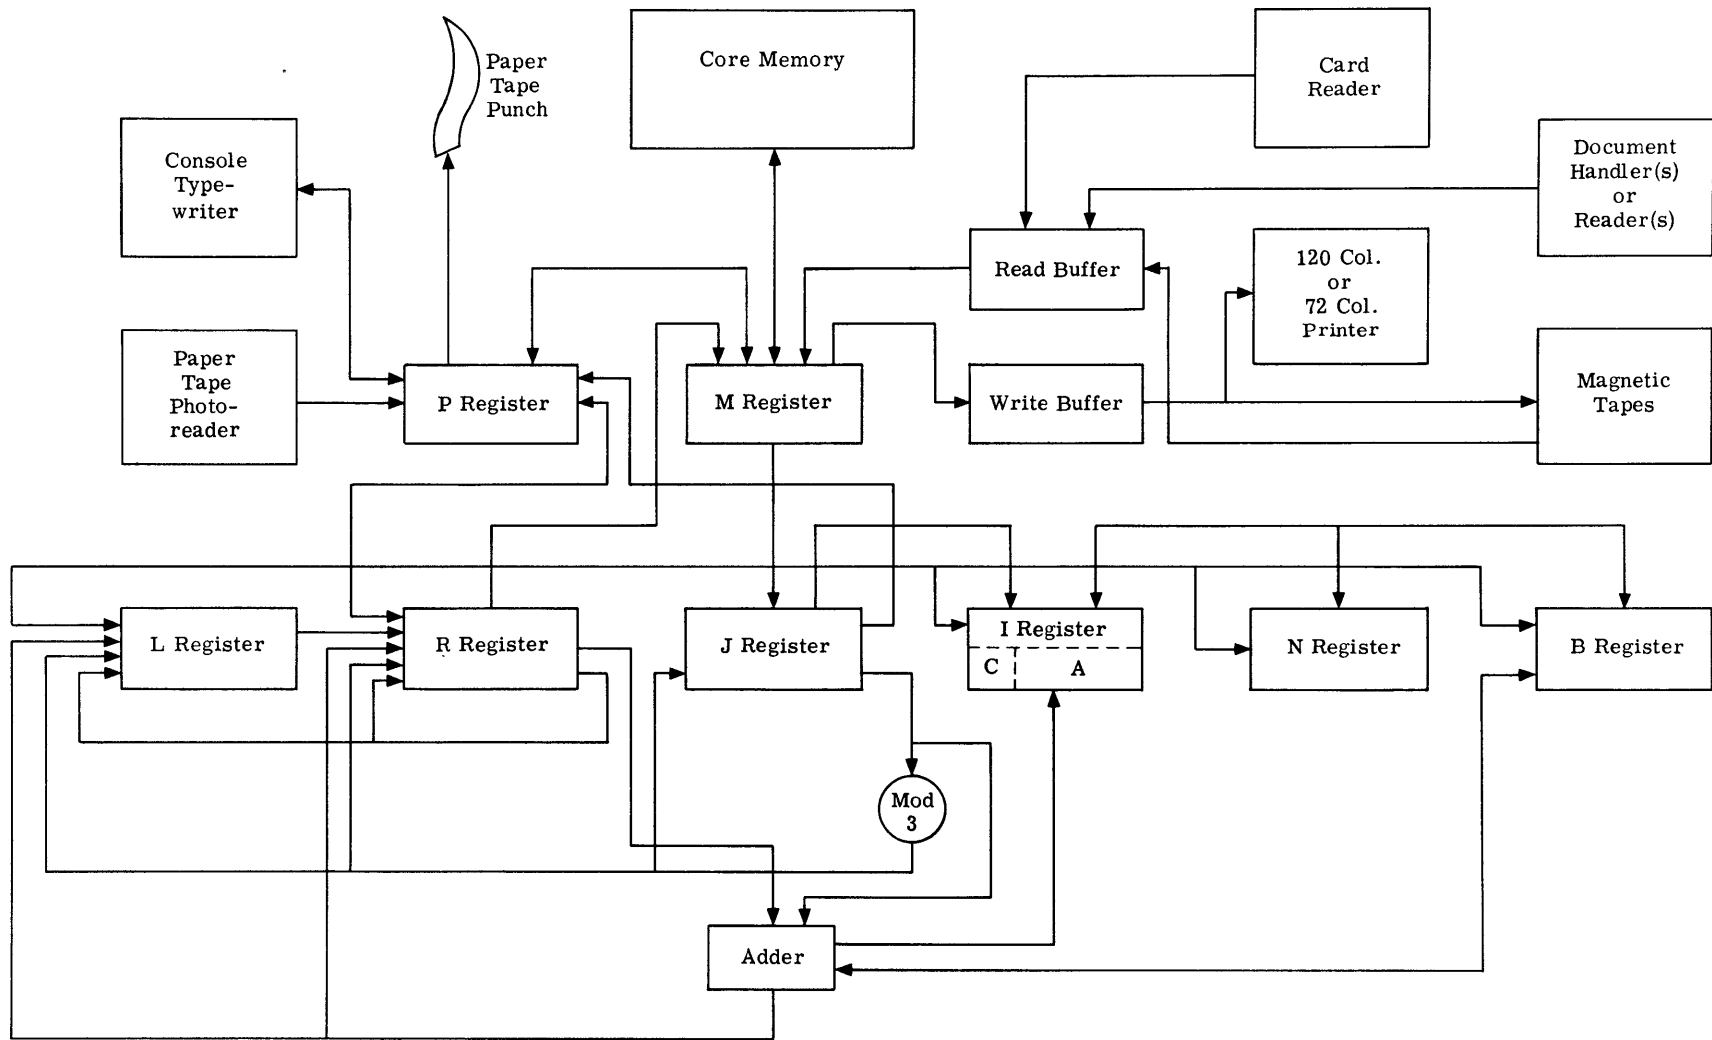 Paper
Tape
Punch
Core Memory
Card
Reader
Console
Type-
writer
Document
Handler(s)
or
Reader(s)
Read Buffer
120 Col.
or
72 Col.
Printer
Paper
Tape
Photo-
reader
P Register
M Register
Write Buffer
Magnetic
Tapes
L Register
R Register
J Register
I Register
C
A
N Register
B Register
Mod
3
Adder